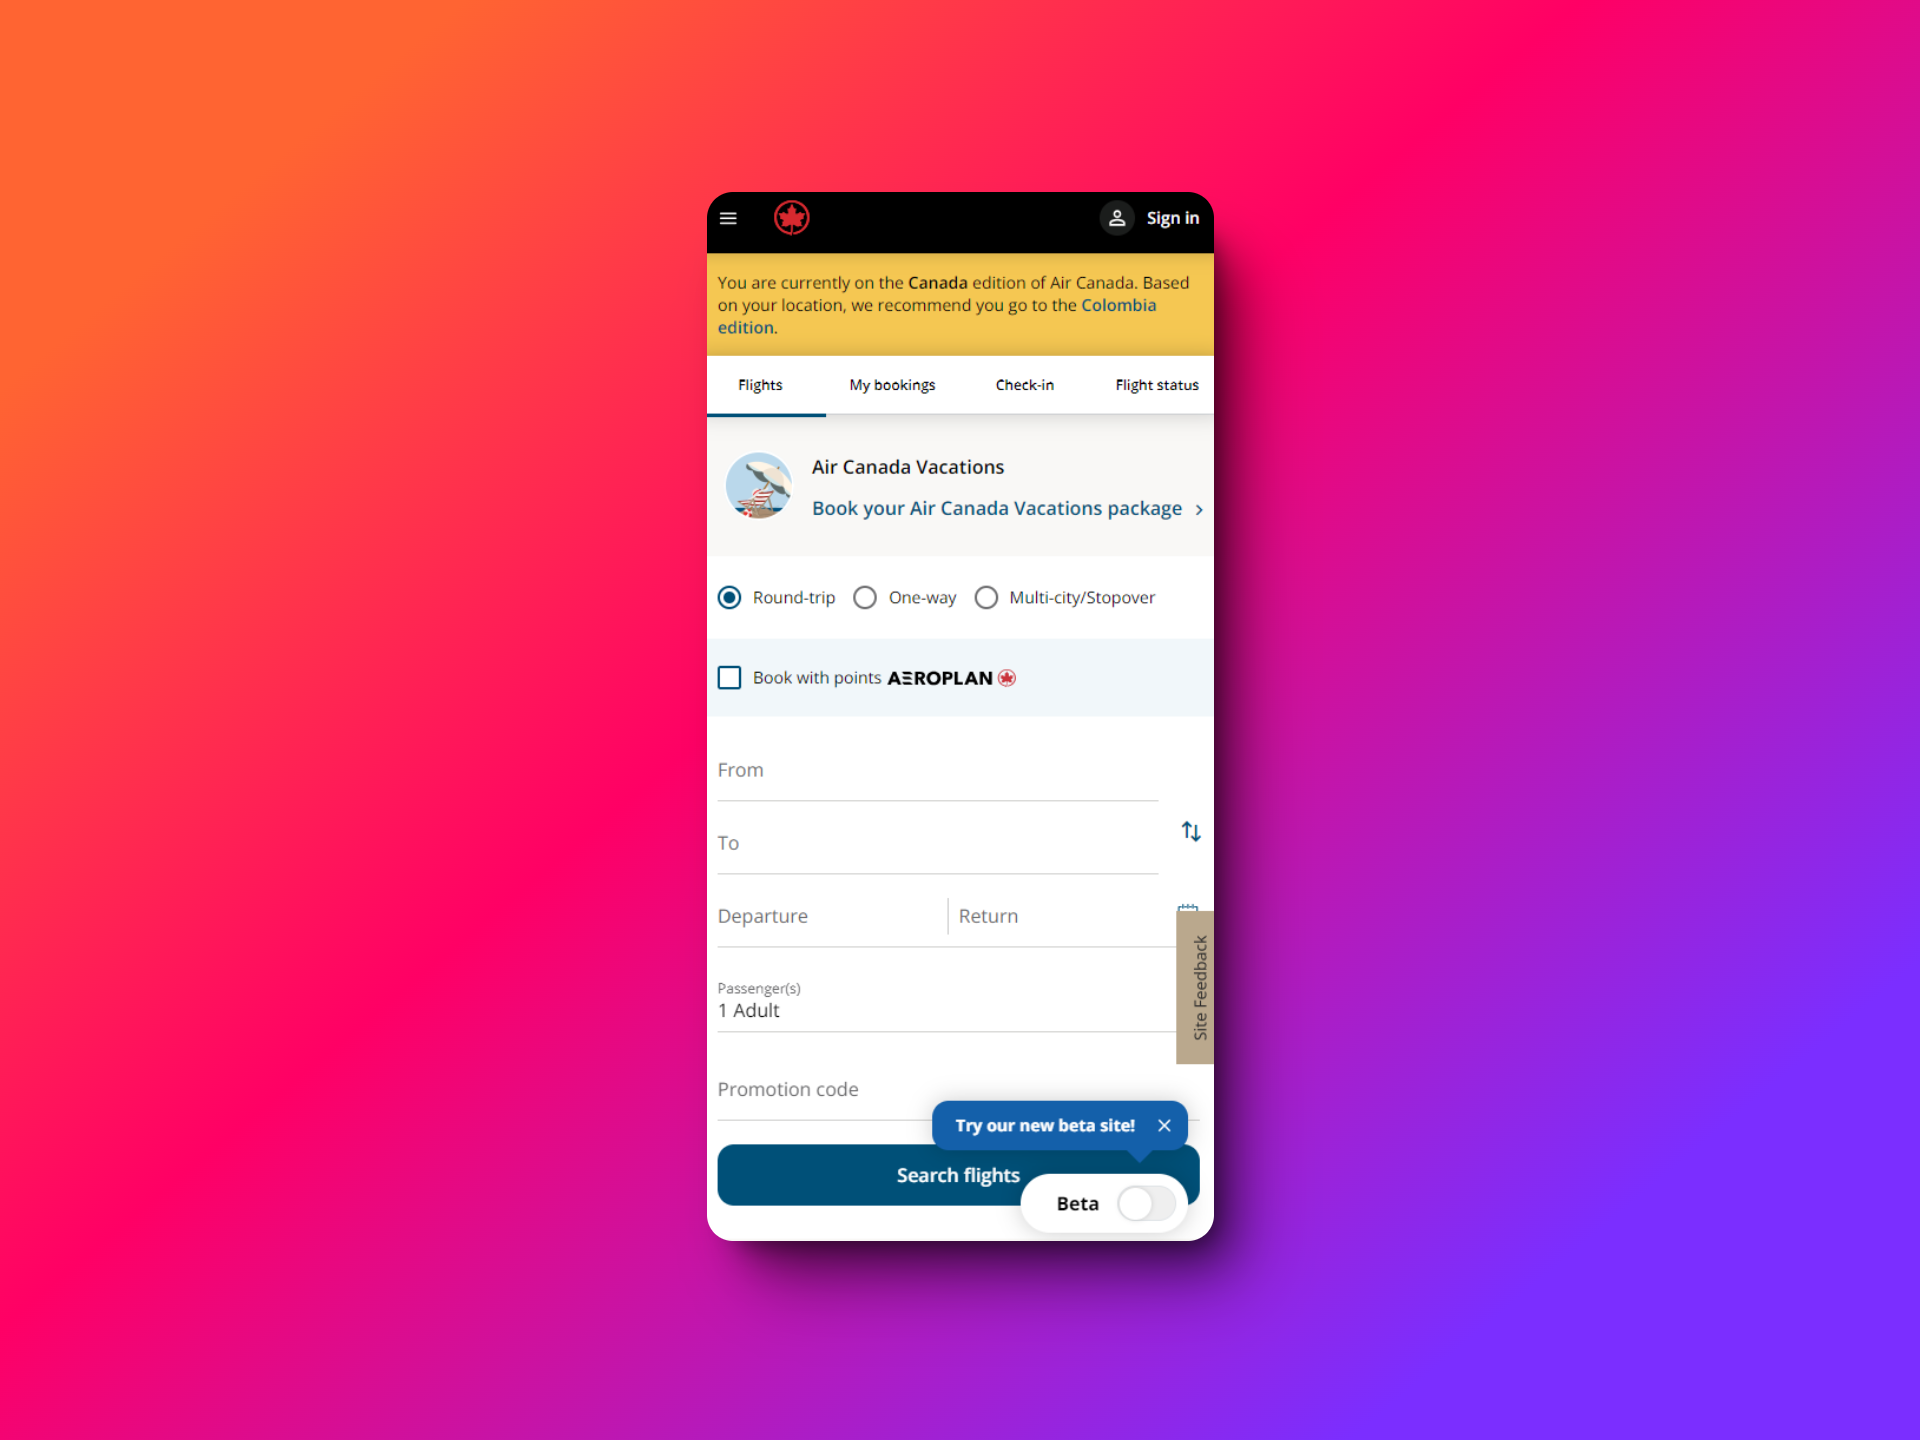 Sign in
You are currently on the Canada edition of Air Canada. Based
on your location, we recommend you go to the Colombia
edition.
Flights My bookings Check-in Flight status
Air Canada Vacations
Book your Air Canada Vacations package
Round-trip One-way Multi-city/Stopover
Book with points AEROPLAN
From
To
Departure Return
Site Feedback
Passenger(s)
1 Adult
Promotion code
Try our new beta site!
Search flights
Beta